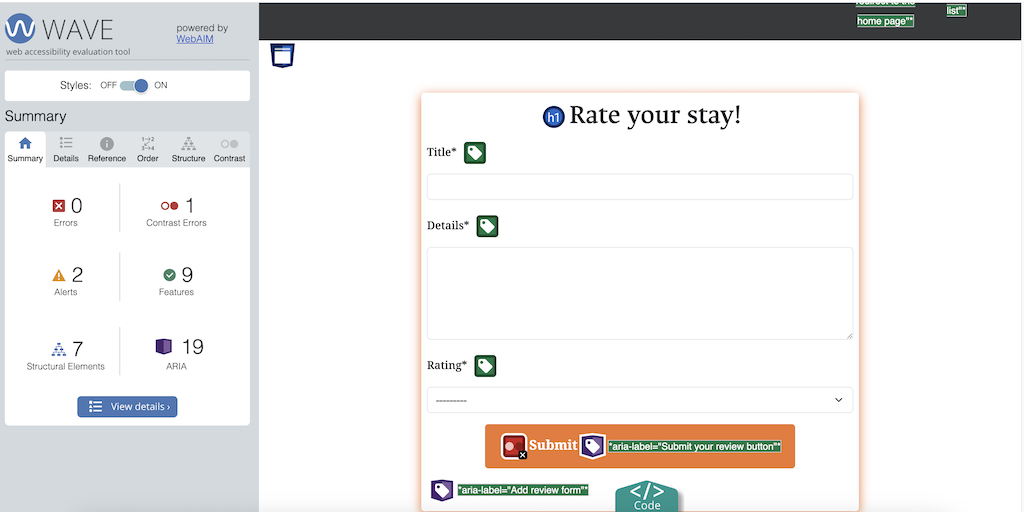 WAVE
powered by
WebAIM
web accessibility evaluation tool
Styles: OFF ON
Summary
Summary Details Reference Order Structure Contrast
0
Errors
1
Contrast Errors
2
Alerts
9
Features
7
Structural Elements
19
ARIA
View details ›
redirect to the
home page"*
list"*
h1 Rate your stay!
Title*
Details*
Rating*
---------
Submit *aria-label="Submit your review button"*
*aria-label="Add review form"*
</>
Code